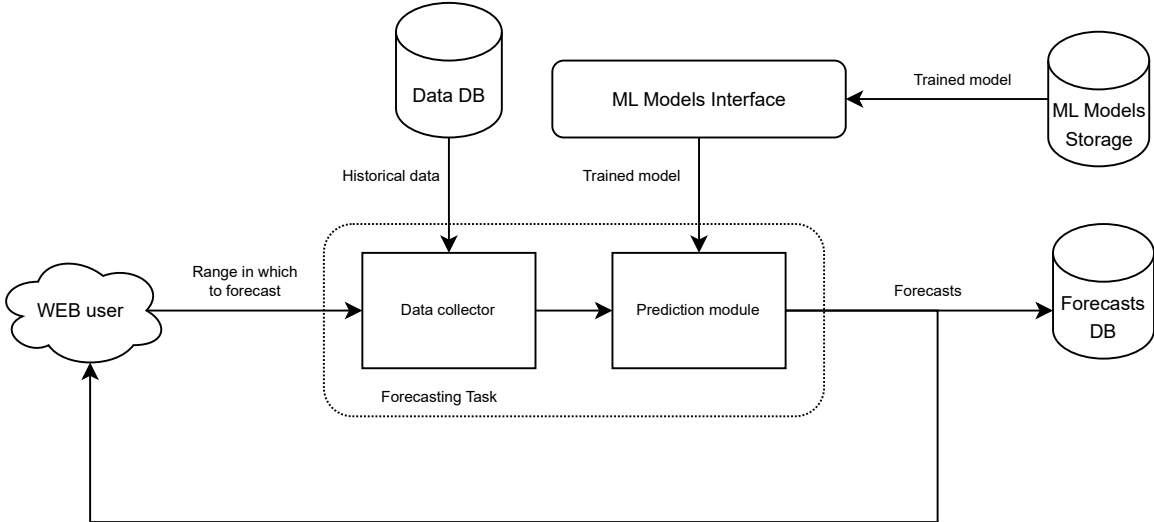 Data DB
ML Models Interface
Trained model
ML Models
Storage
Historical data
Trained model
WEB user
Range in which
to forecast
Data collector
Prediction module
Forecasts
Forecasts
DB
Forecasting Task